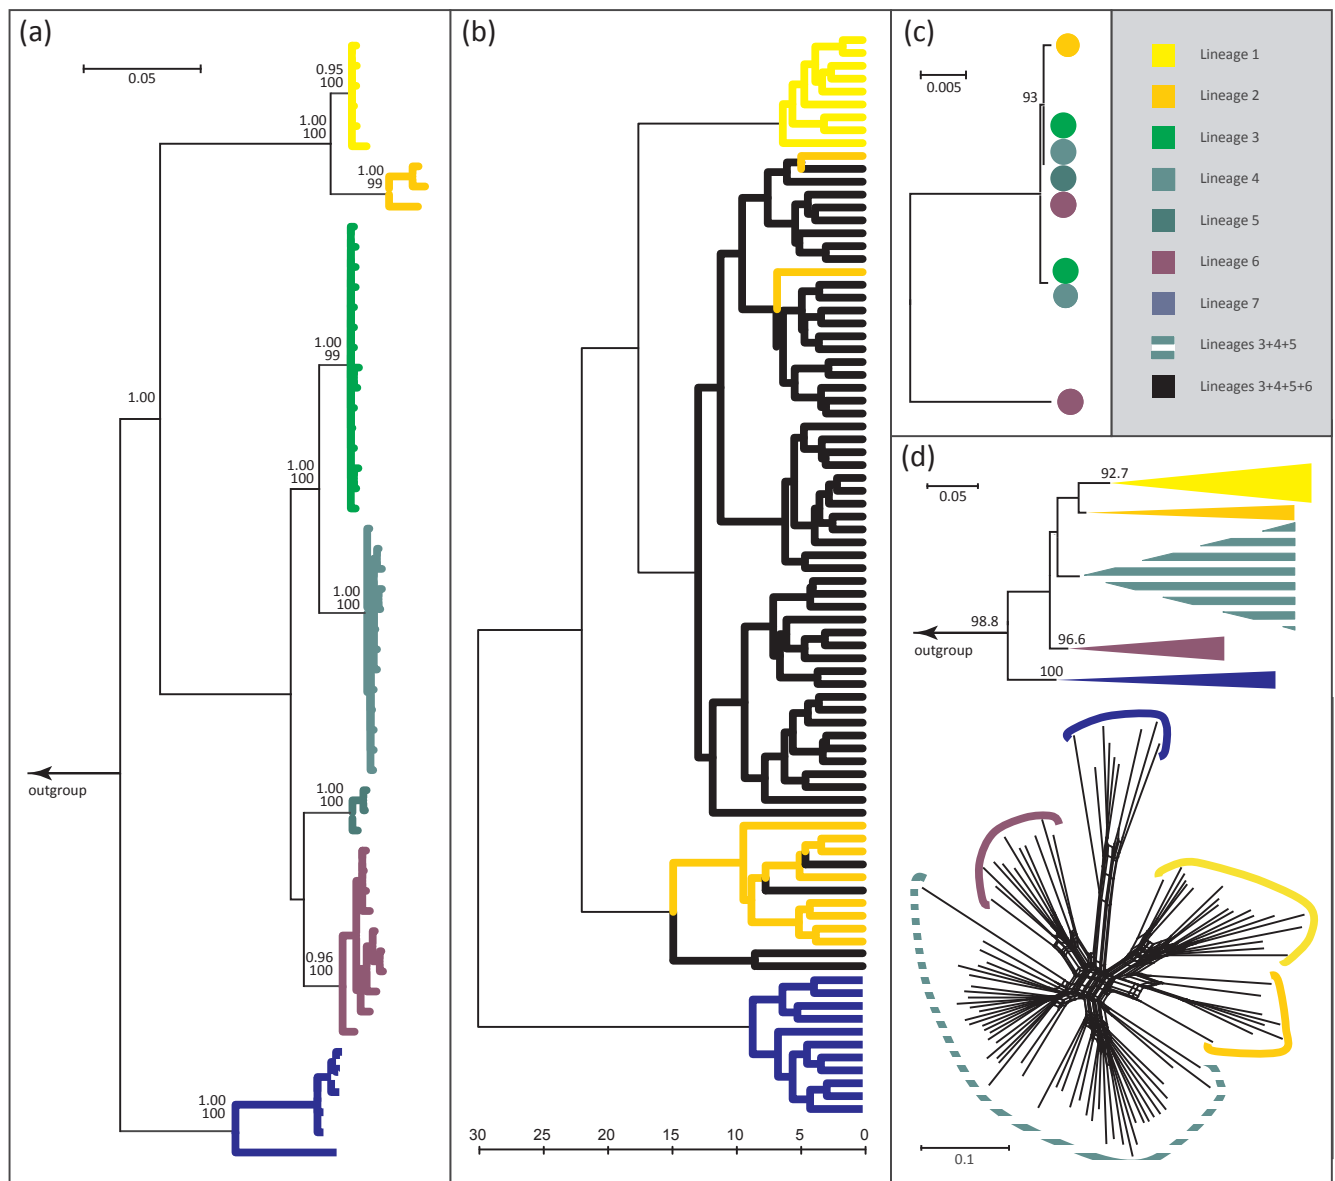 (a)
0.05
0.95
100
1.00
100
1.00
99
1.00
99
1.00
1.00
100
1.00
100
outgroup
1.00
100
0.96
100
1.00
100
(b)
30 25 20 15 10 5 0
(c)
0.005
93
Lineage 1
Lineage 2
Lineage 3
Lineage 4
Lineage 5
Lineage 6
Lineage 7
Lineages 3+4+5
Lineages 3+4+5+6
(d)
0.05
92.7
98.8
outgroup
96.6
100
0.1